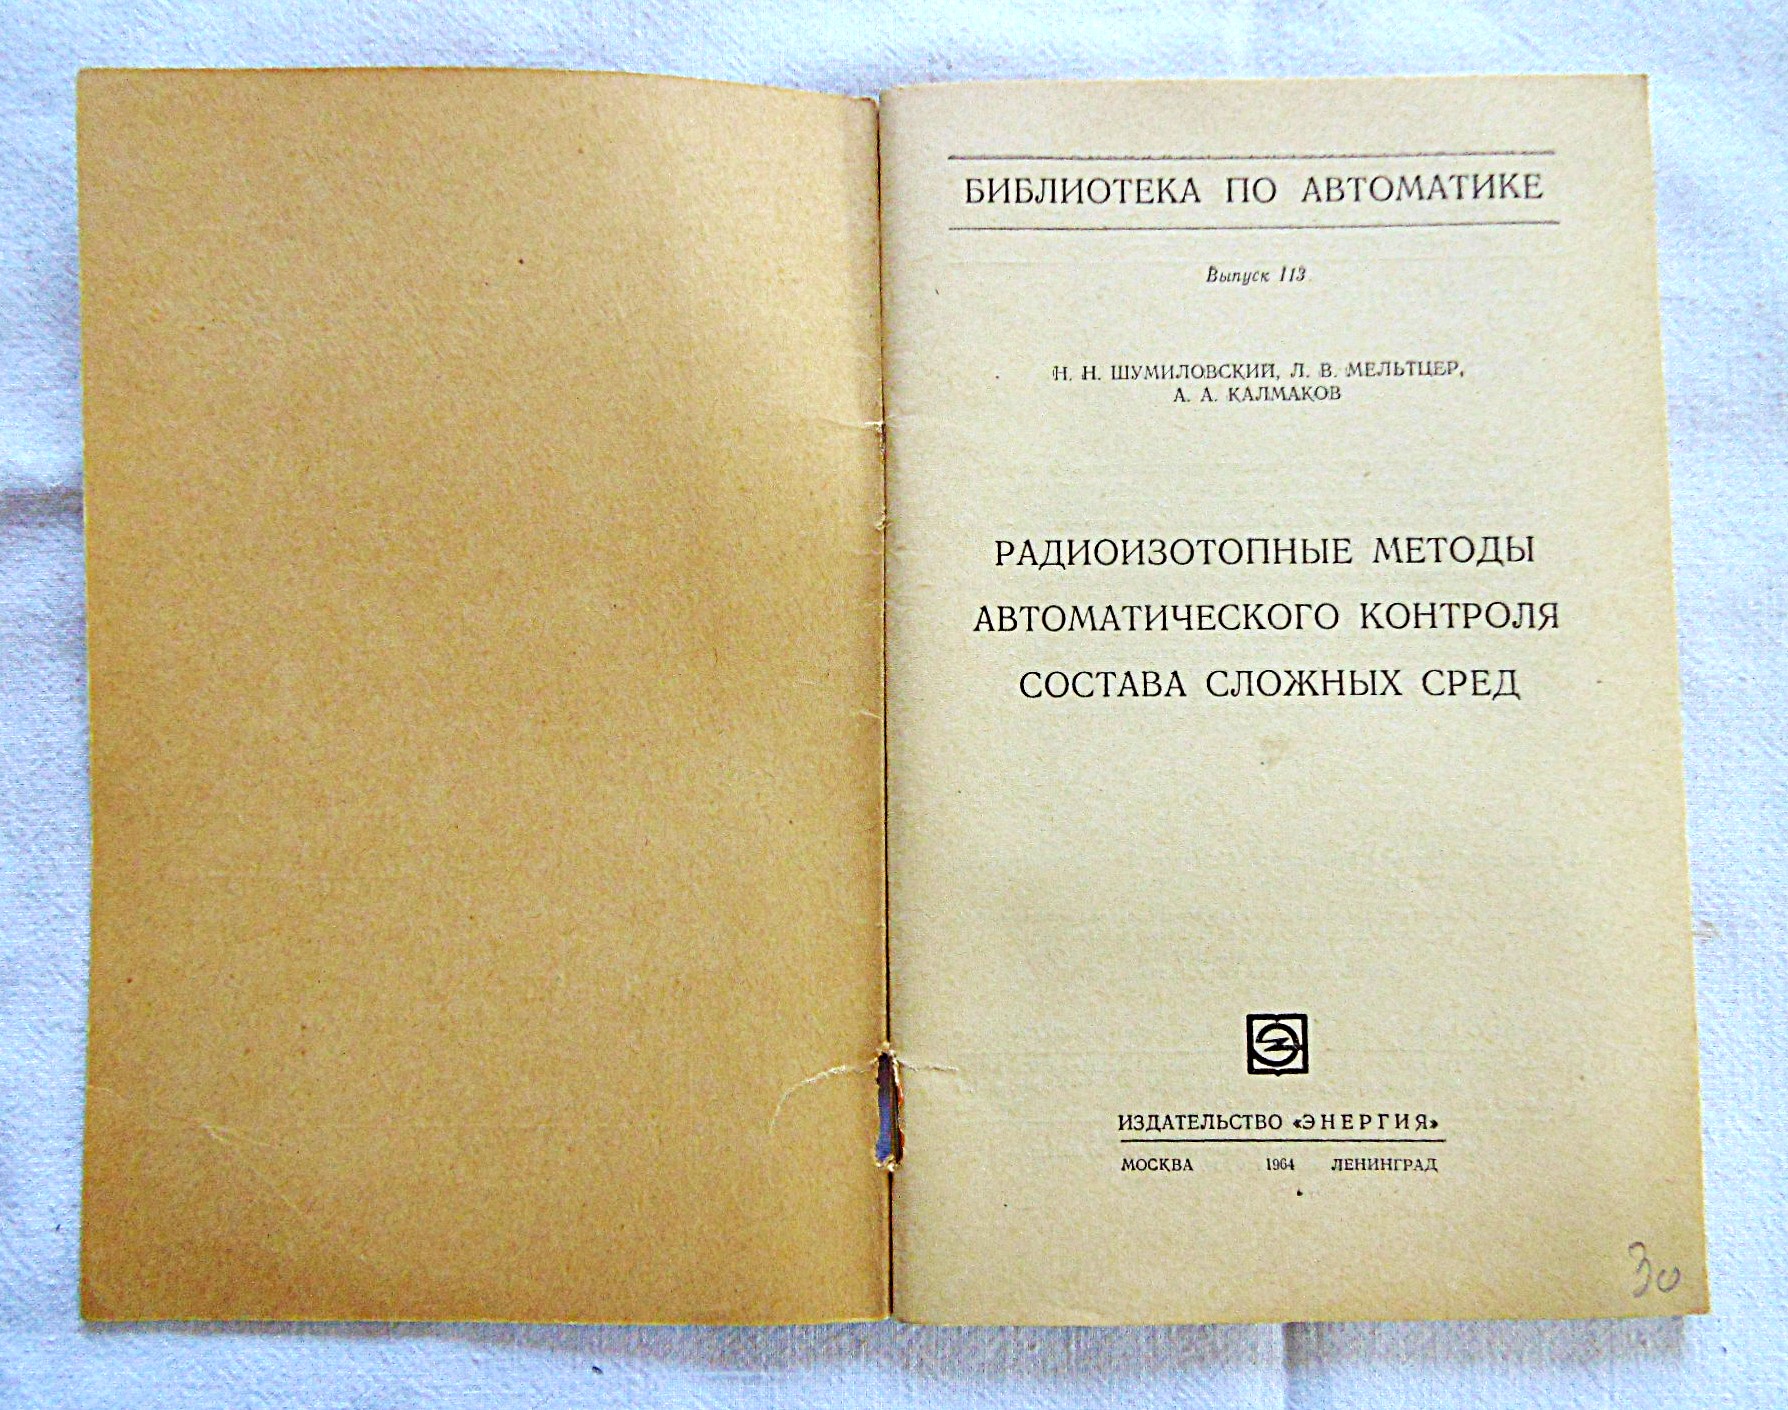 БИБЛИОТЕКА ПО АВТОМАТИКЕ
Выпуск 113
Н. Н. ШУМИЛОВСКИЙ, Л. В. МЕЛЬТЦЕР,
А. А. КАЛМАКОВ
РАДИОИЗОТОПНЫЕ МЕТОДЫ
АВТОМАТИЧЕСКОГО КОНТРОЛЯ
СОСТАВА СЛОЖНЫХ СРЕД
ИЗДАТЕЛЬСТВО «ЭНЕРГИЯ»
МОСКВА 1964 ЛЕНИНГРАД
30